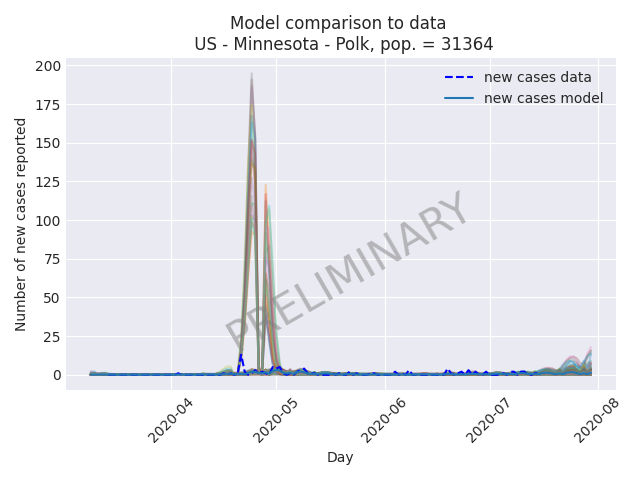 Model comparison to data
US - Minnesota - Polk, pop. = 31364
Number of new cases reported
200
175
150
125
100
75
50
25
0
new cases data
new cases model
PRELIMINARY
2020-04
2020-05
2020-06
2020-07
2020-08
Day